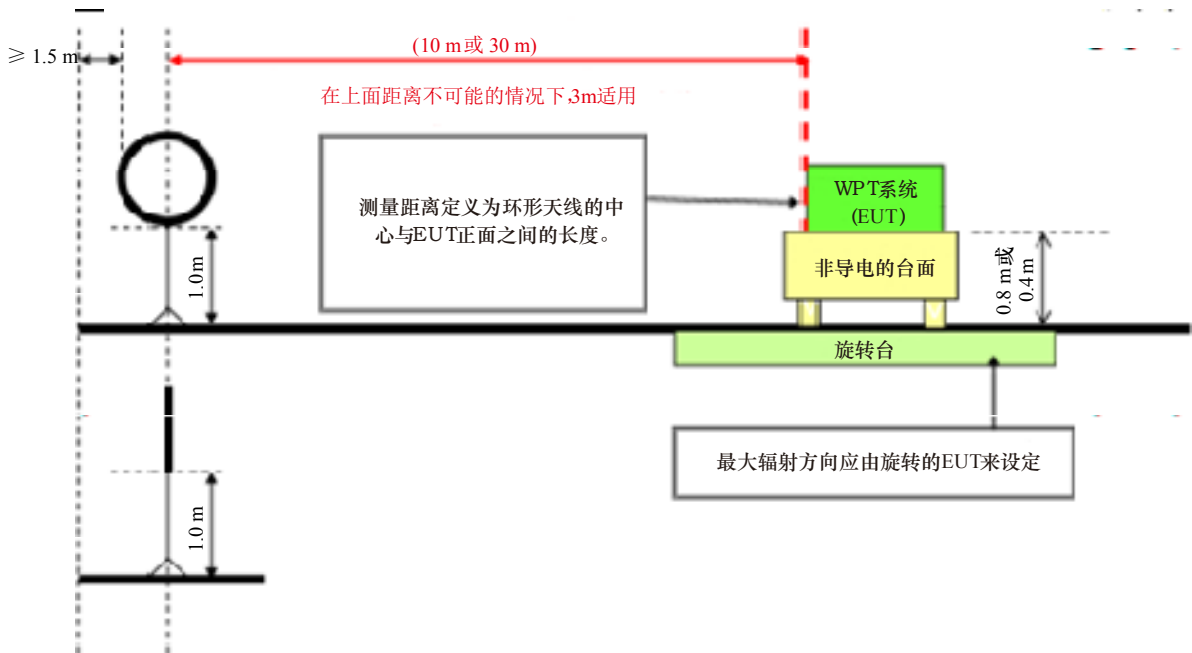 (10 m或 30 m)
≥ 1.5 m
在上面距离不可能的情况下,3m适用
测量距离定义为环形天线的中
心与EUT正面之间的长度。
WPT系统
(EUT)
非导电的台面
1.0m
0.8 m或
0.4 m
旋转台
最大辐射方向应由旋转的EUT来设定
1.0 m